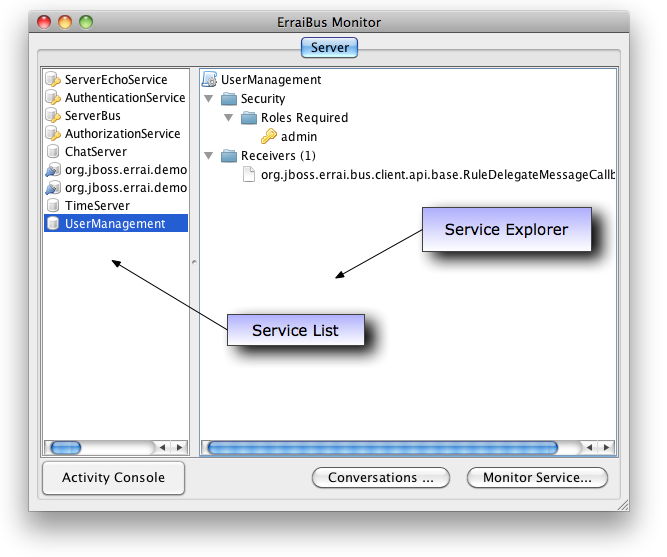 ErraiBus Monitor
Server
ServerEchoService
AuthenticationService
ServerBus
AuthorizationService
ChatServer
org.jboss.errai.demo
org.jboss.errai.demo
TimeServer
UserManagement
UserManagement
Security
Roles Required
admin
Receivers (1)
org.jboss.errai.bus.client.api.base.RuleDelegateMessageCallb
Service Explorer
Service List
Activity Console
Conversations ...
Monitor Service...